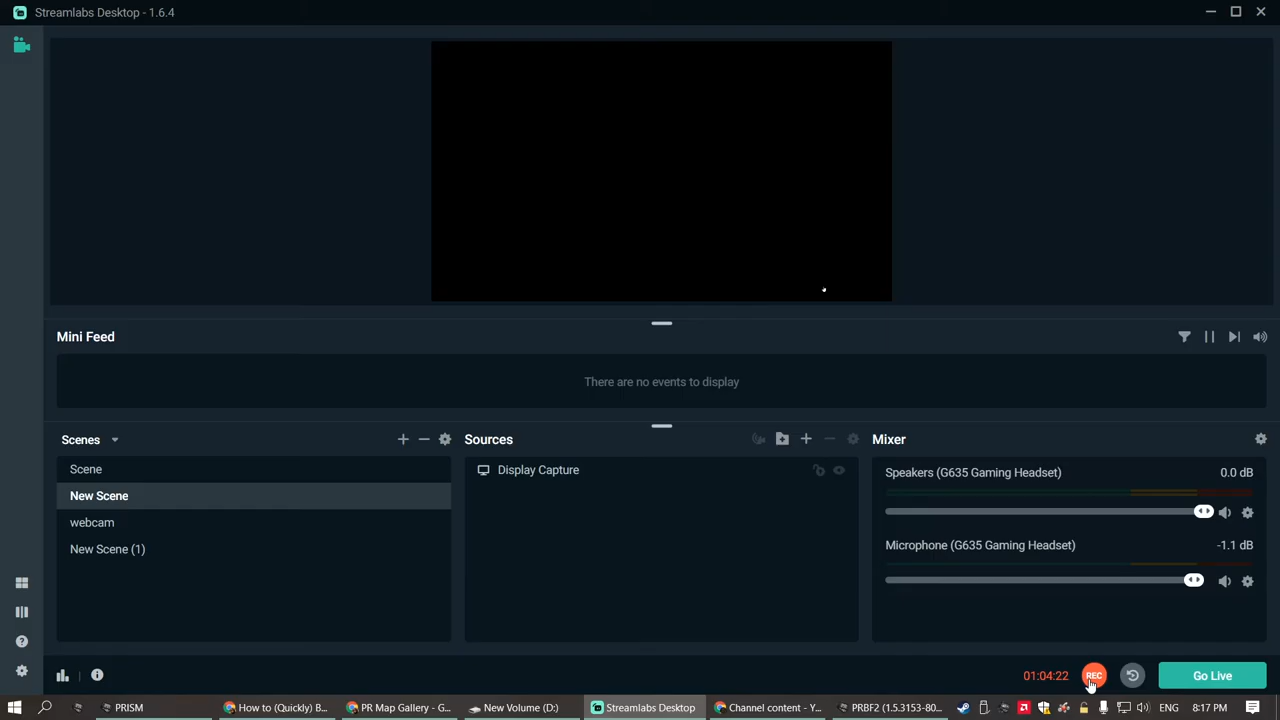 Streamlabs Desktop - 1.6.4
Mini Feed
There are no events to display
Scenes
Scene
New Scene
webcam
New Scene (1)
Sources
Display Capture
Mixer
Speakers (G635 Gaming Headset) 0.0 dB
Microphone (G635 Gaming Headset) -1.1 dB
01:04:22 REC Go Live
PRISM How to (Quickly) B... PR Map Gallery - G... New Volume (D:) Streamlabs Desktop Channel content - Y... PRBF2 (1.5.3153-80... ENG 8:17 PM